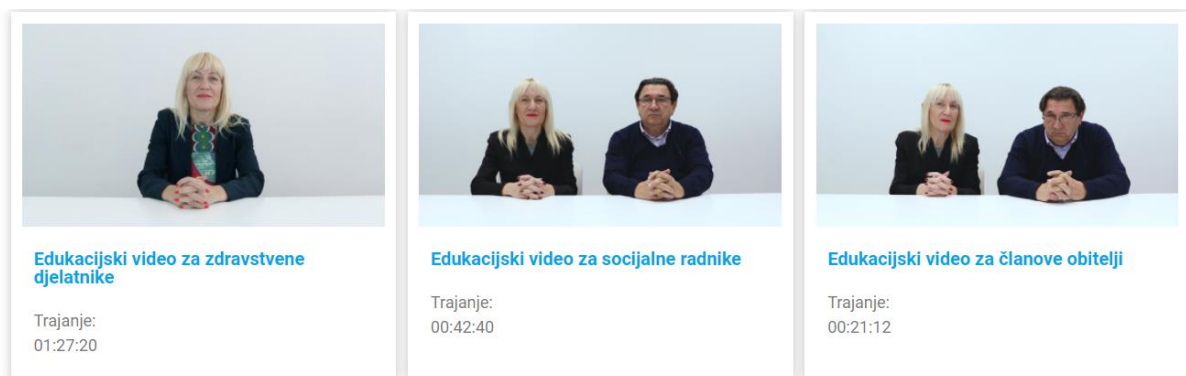 Edukacijski video za zdravstvene
djelatnike
Trajanje:
01:27:20
Edukacijski video za socijalne radnike
Trajanje:
00:42:40
Edukacijski video za članove obitelji
Trajanje:
00:21:12